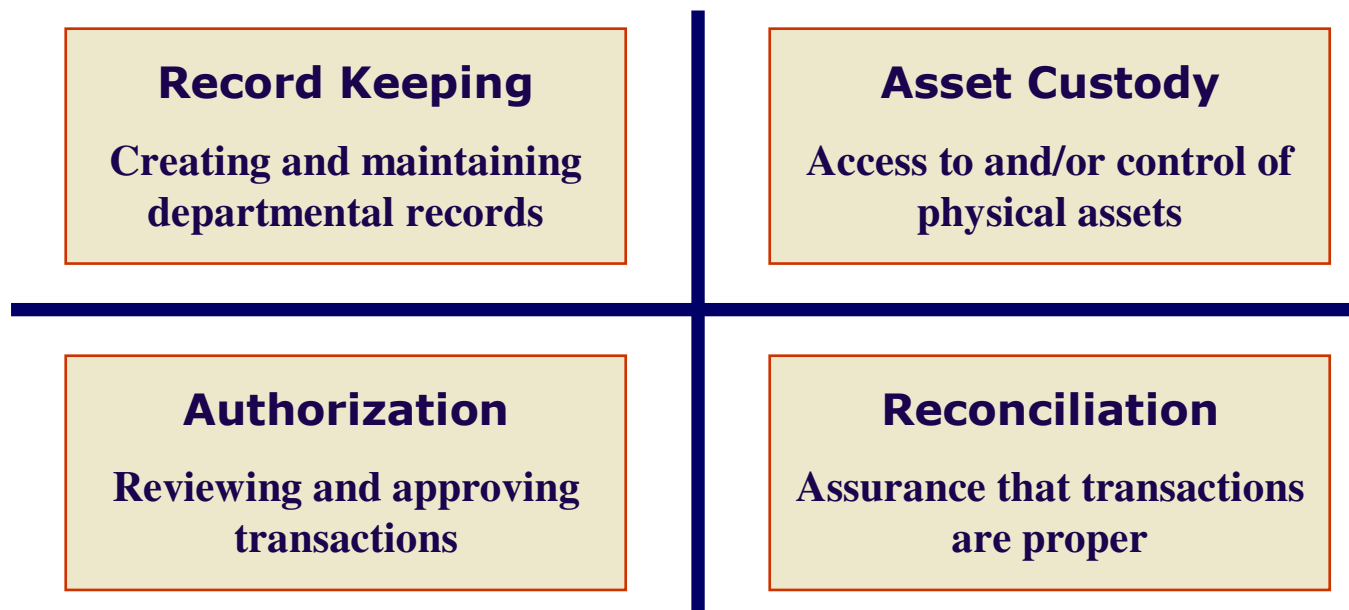 Record Keeping
Creating and maintaining
departmental records
Asset Custody
Access to and/or control of
physical assets
Authorization
Reviewing and approving
transactions
Reconciliation
Assurance that transactions
are proper